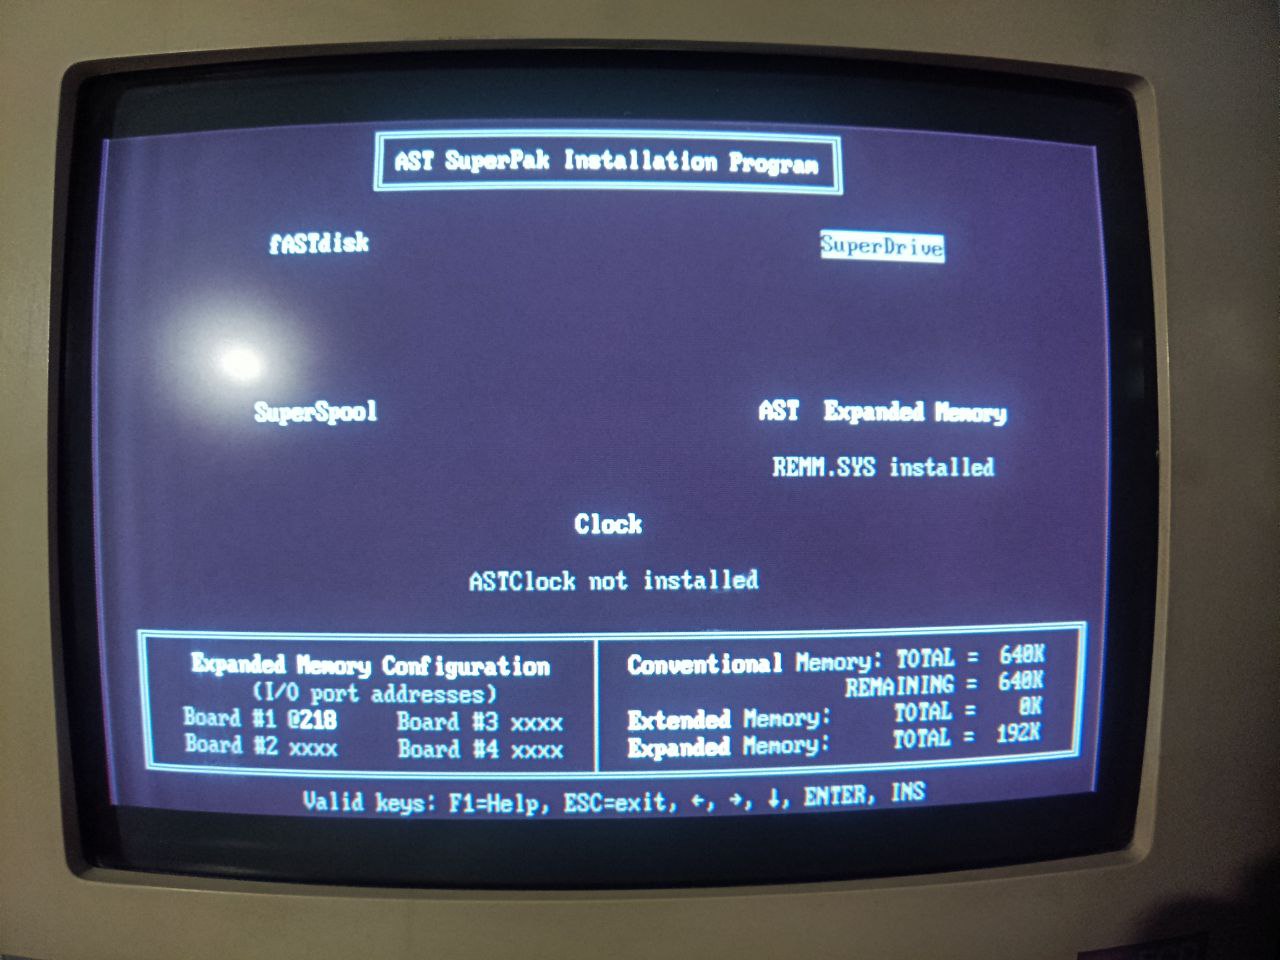 AST SuperPak Installation Program
fASTdisk
SuperDrive
SuperSpool
AST Expanded Memory
REMM.SYS installed
Clock
ASTClock not installed
Expanded Memory Configuration
(I/O port addresses)
Board #1 @218 Board #3 xxxx
Board #2 xxxx Board #4 xxxx
Conventional Memory: TOTAL = 640K
REMAINING = 640K
Extended Memory: TOTAL = 0K
Expanded Memory: TOTAL = 192K
Valid keys: F1=Help, ESC=exit, ←, →, ↓, ENTER, INS